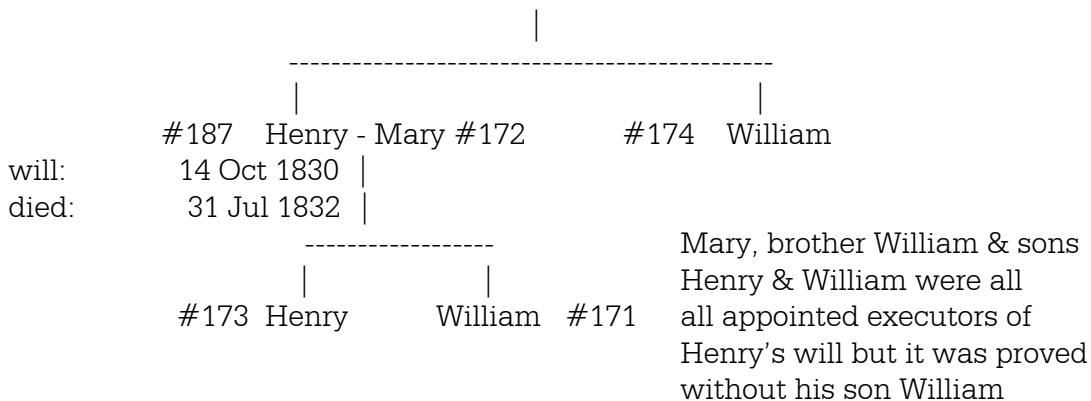 |
----------------------------------------------
| |
#187 Henry - Mary #172 #174 William
will: 14 Oct 1830 |
died: 31 Jul 1832 |
------------------ Mary, brother William & sons
| | Henry & William were all
#173 Henry William #171 all appointed executors of
Henry’s will but it was proved
without his son William